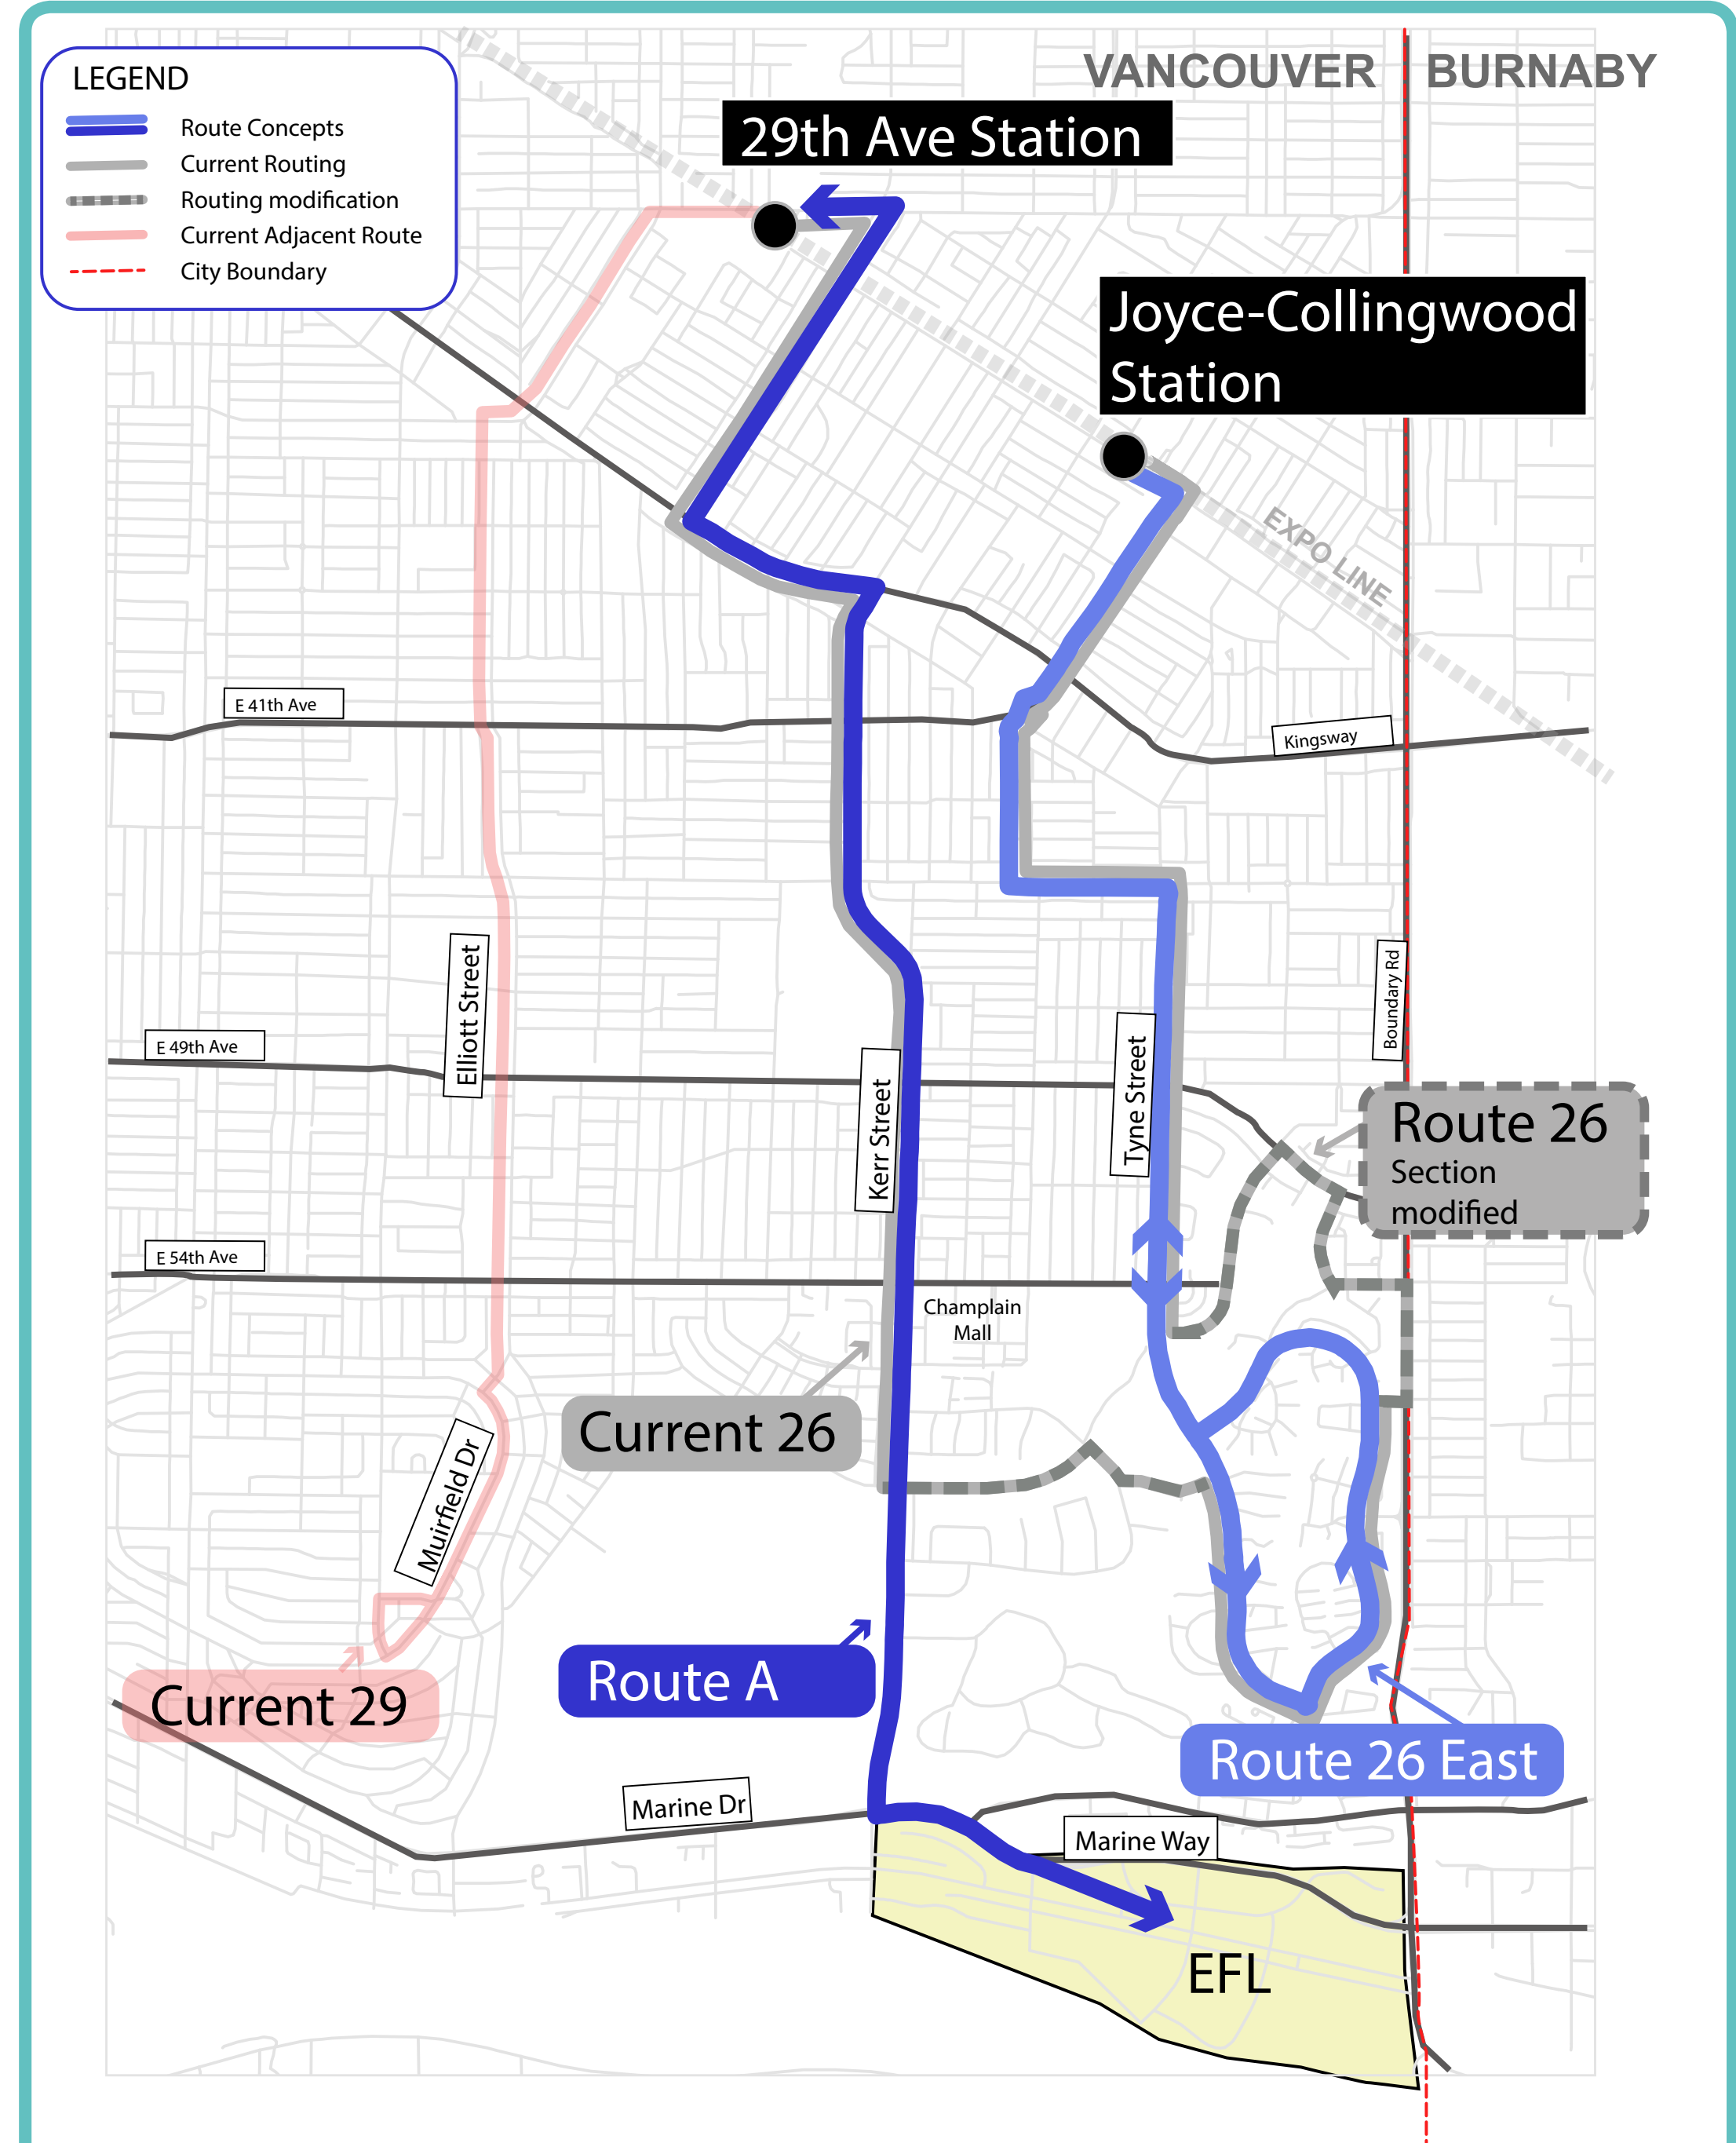 VANCOUVER
BURNABY
LEGEND
Route Concepts
Current Routing
Routing modification
Current Adjacent Route
City Boundary
29th Ave Station
Joyce-Collingwood
Station
EXPO LINE
E 41th Ave
Kingsway
Elliott Street
Boundary Rd
E 49th Ave
Kerr Street
Tyne Street
Route 26
Section
modified
E 54th Ave
Champlain
Mall
Current 26
Muirfield Dr
Route A
Current 29
Route 26 East
Marine Dr
Marine Way
EFL